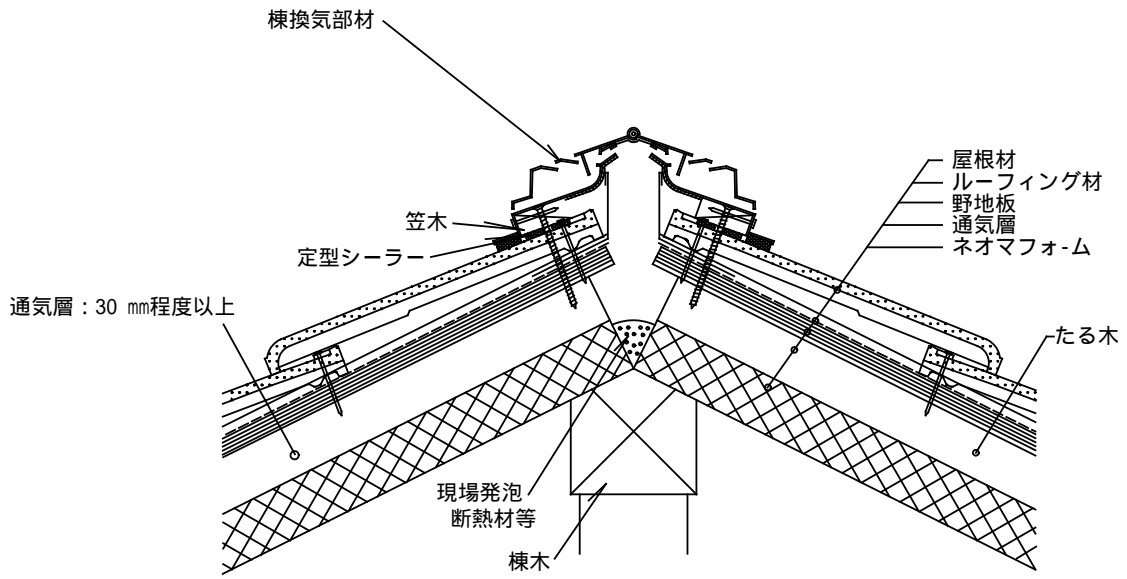 棟換気部材
屋根材
ルーフィング材
野地板
通気層
ネオマフォ-ム
笠木
定型シーラー
通気層：30 ㎜程度以上
たる木
現場発泡
断熱材等
棟木